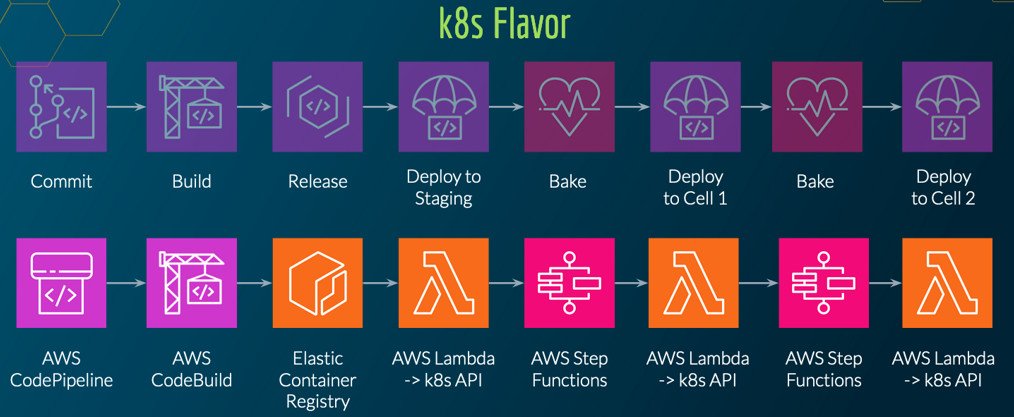 k8s Flavor
Commit
Build
Release
Deploy to
Staging
Bake
Deploy
to Cell 1
Bake
Deploy
to Cell 2
AWS
CodePipeline
AWS
CodeBuild
Elastic
Container
Registry
AWS Lambda
-> k8s API
AWS Step
Functions
AWS Lambda
-> k8s API
AWS Step
Functions
AWS Lambda
-> k8s API